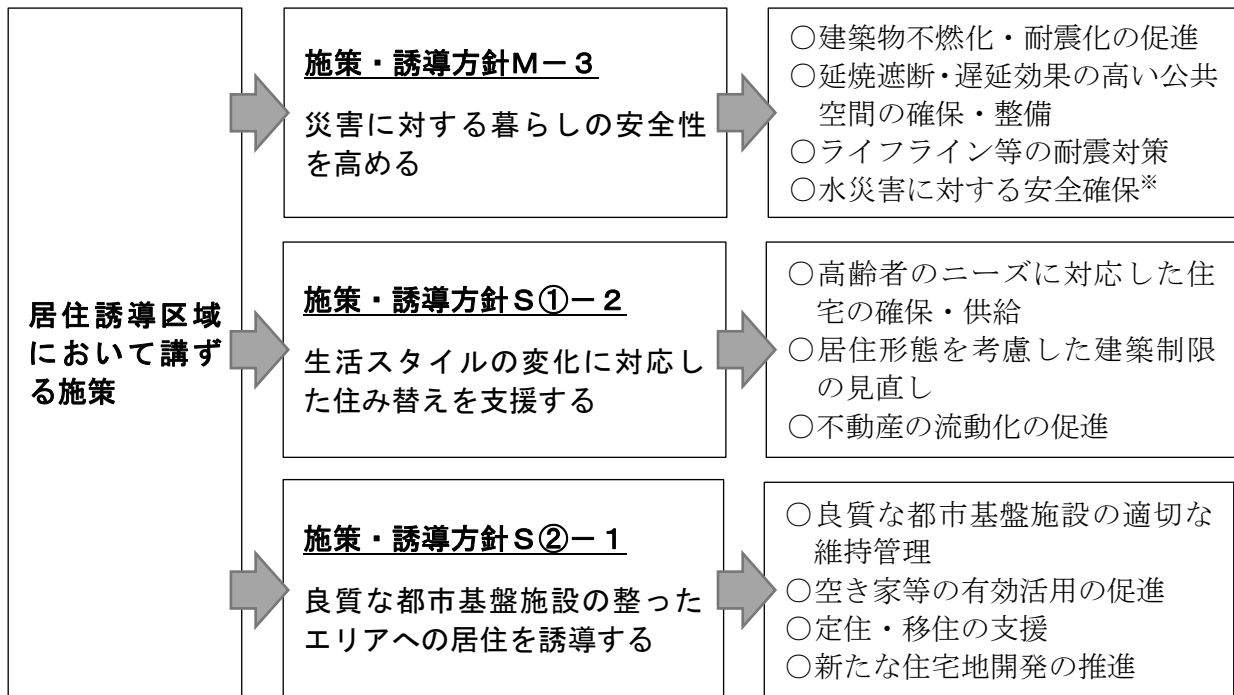 居住誘導区域
において講ず
る施策
施策・誘導方針M－3
災害に対する暮らしの安全性
を高める
○建築物不燃化・耐震化の促進
○延焼遮断・遅延効果の高い公共
空間の確保・整備
○ライフライン等の耐震対策
○水災害に対する安全確保※
施策・誘導方針S①－2
生活スタイルの変化に対応し
た住み替えを支援する
○高齢者のニーズに対応した住
宅の確保・供給
○居住形態を考慮した建築制限
の見直し
○不動産の流動化の促進
施策・誘導方針S②－1
良質な都市基盤施設の整った
エリアへの居住を誘導する
○良質な都市基盤施設の適切な
維持管理
○空き家等の有効活用の促進
○定住・移住の支援
○新たな住宅地開発の推進